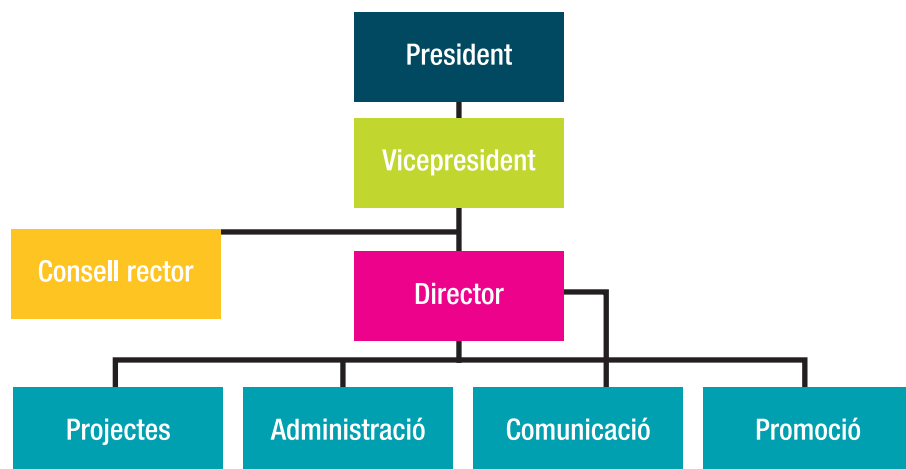 President
Vicepresident
Consell rector
Director
Projectes
Administració
Comunicació
Promoció